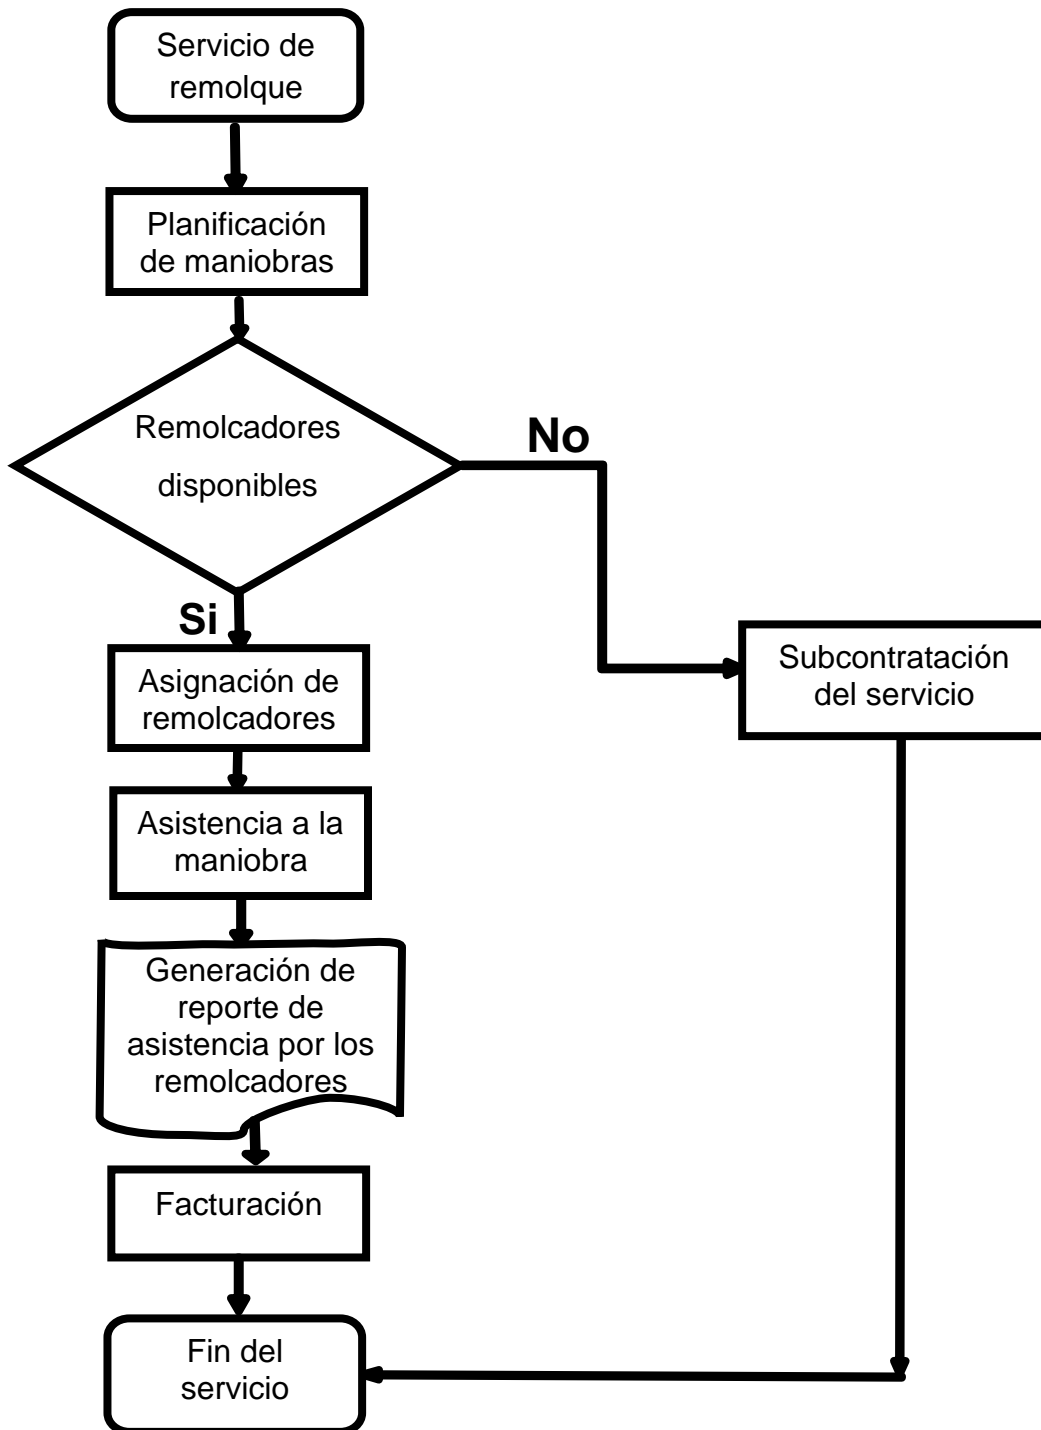 Servicio de
remolque
Planificación
de maniobras
Remolcadores
disponibles
No
Si
Asignación de
remolcadores
Subcontratación
del servicio
Asistencia a la
maniobra
Generación de
reporte de
asistencia por los
remolcadores
Facturación
Fin del
servicio